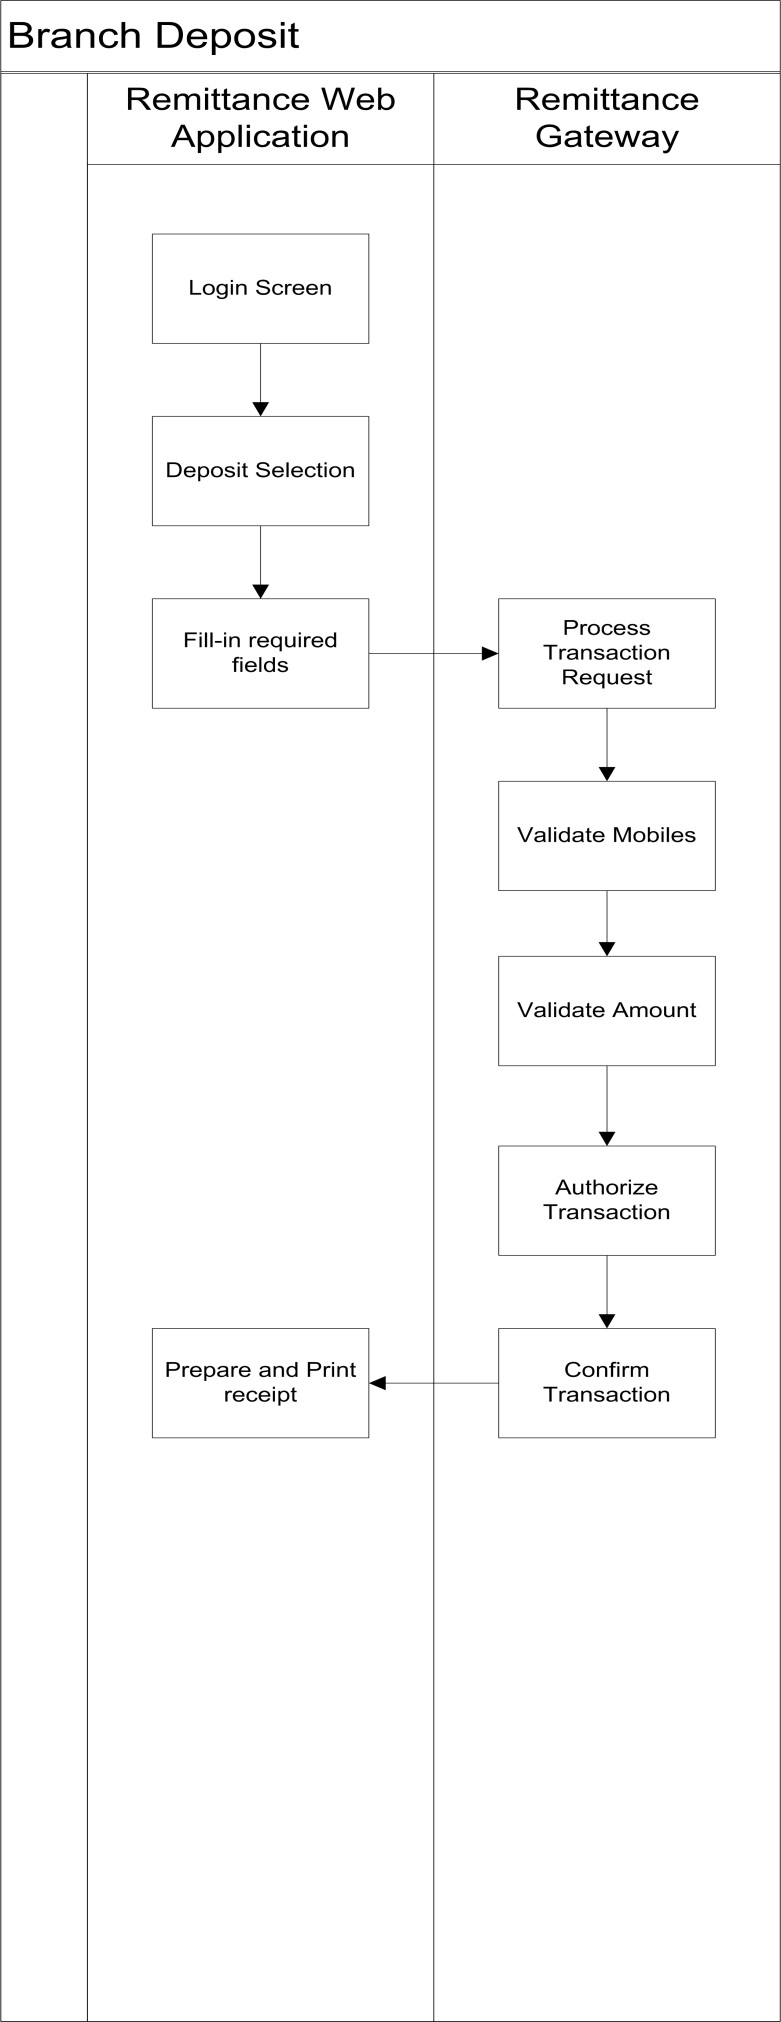 Branch Deposit
Remittance Web
Application
Remittance
Gateway
Login Screen
Deposit Selection
Fill-in required
fields
Process
Transaction
Request
Validate Mobiles
Validate Amount
Authorize
Transaction
Confirm
Transaction
Prepare and Print
receipt